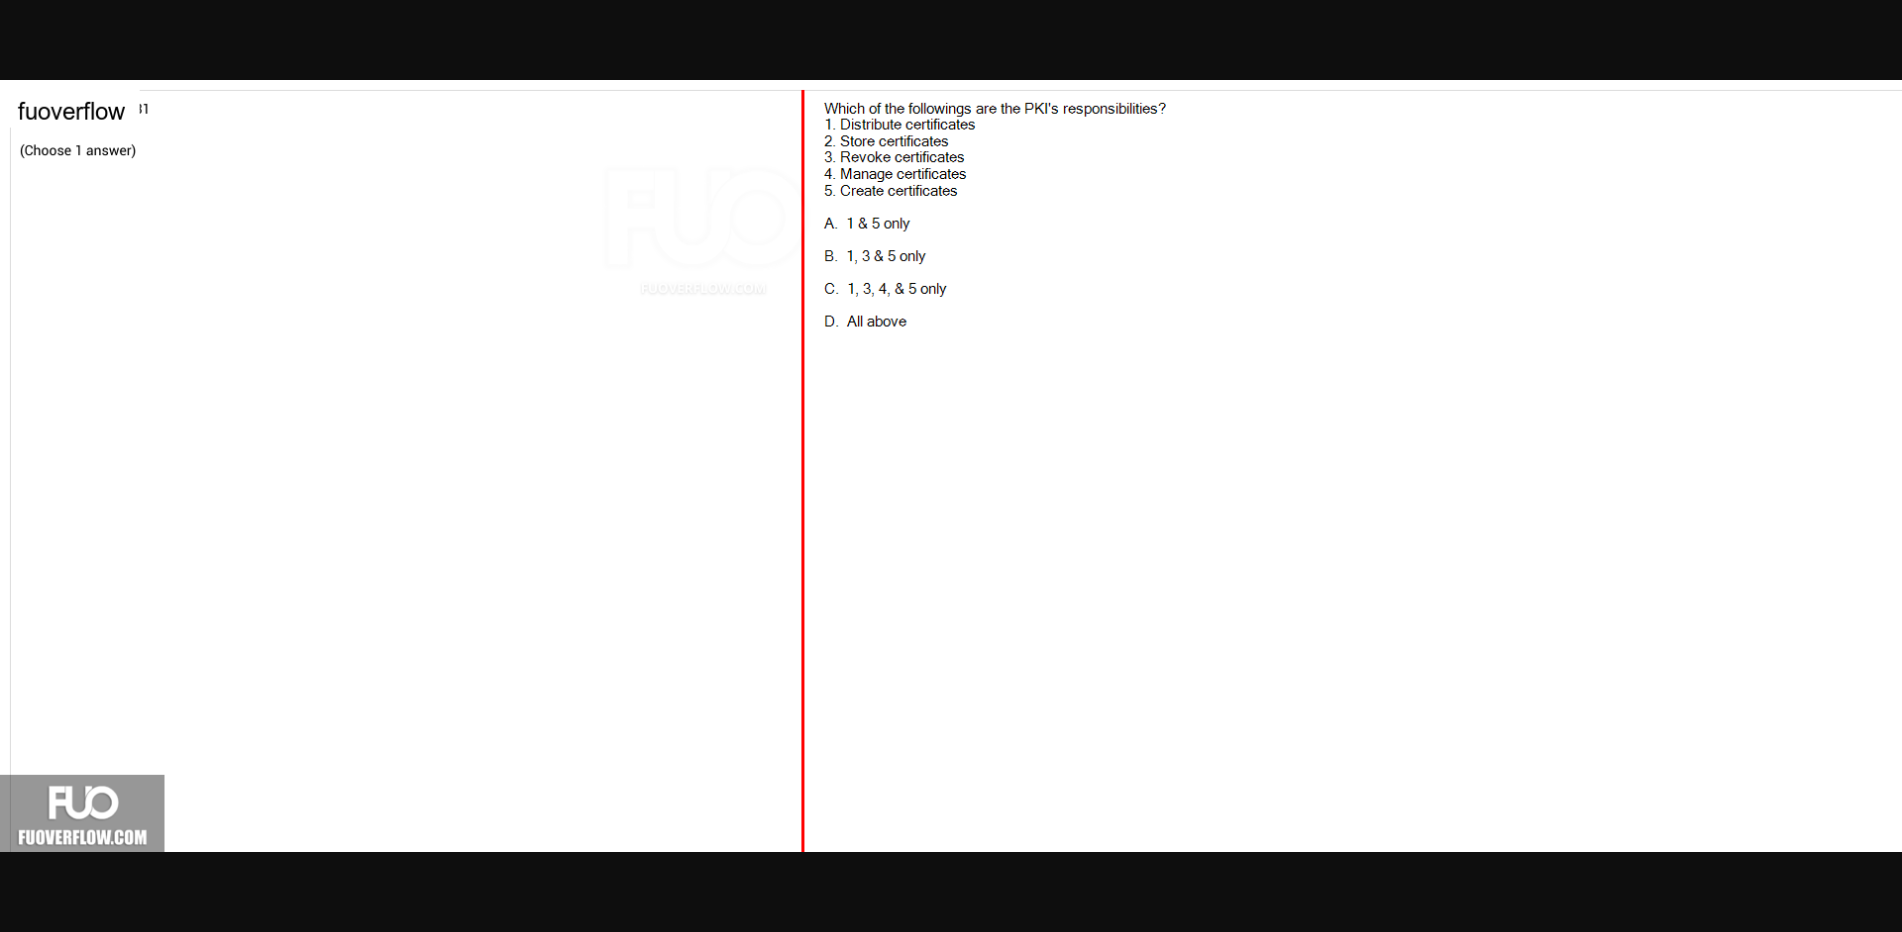 fuoverflow
(Choose 1 answer)
FUO
FUOVERFLOW.COM
Which of the followings are the PKI's responsibilities?
1. Distribute certificates
2. Store certificates
3. Revoke certificates
4. Manage certificates
5. Create certificates
A. 1 & 5 only
B. 1, 3 & 5 only
C. 1, 3, 4, & 5 only
D. All above
FUO
FUOVERFLOW.COM